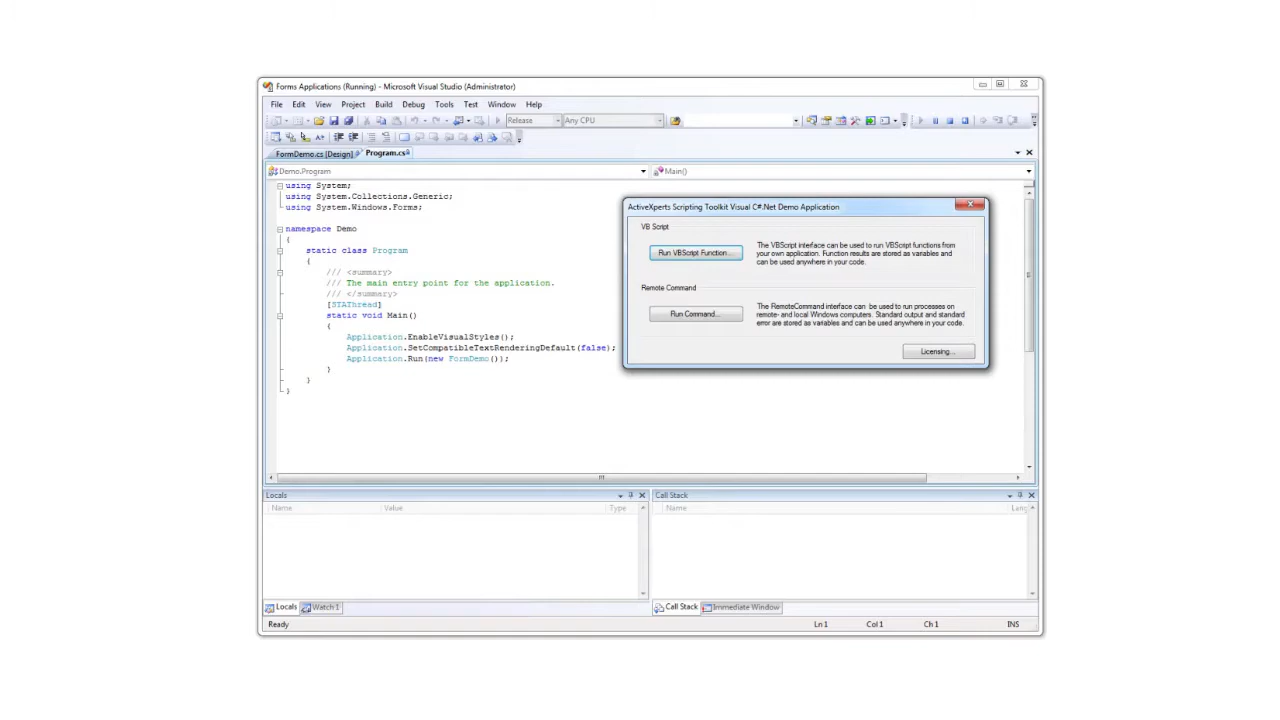 Forms Applications (Running) - Microsoft Visual Studio (Administrator)
File Edit View Project Build Debug Tools Test Window Help
Release Any CPU
FormDemo.cs [Design] Program.cs
Demo.Program Main()
using System;
using System.Collections.Generic;
using System.Windows.Forms;
namespace Demo
{
static class Program
{
/// <summary>
/// The main entry point for the application.
/// </summary>
[STAThread]
static void Main()
{
Application.EnableVisualStyles();
Application.SetCompatibleTextRenderingDefault(false);
Application.Run(new FormDemo());
}
}
}
ActiveXperts Scripting Toolkit Visual C#.Net Demo Application
VB Script
Run VBScript Function...
The VBScript interface can be used to run VBScript functions from
your own application. Function results are stored as variables and
can be used anywhere in your code.
Remote Command
Run Command...
The RemoteCommand interface can be used to run processes on
remote- and local Windows computers. Standard output and standard
error are stored as variables and can be used anywhere in your code.
Licensing...
Locals
Name Value Type
Call Stack
Name Lang
Locals Watch 1
Call Stack Immediate Window
Ready Ln 1 Col 1 Ch 1 INS